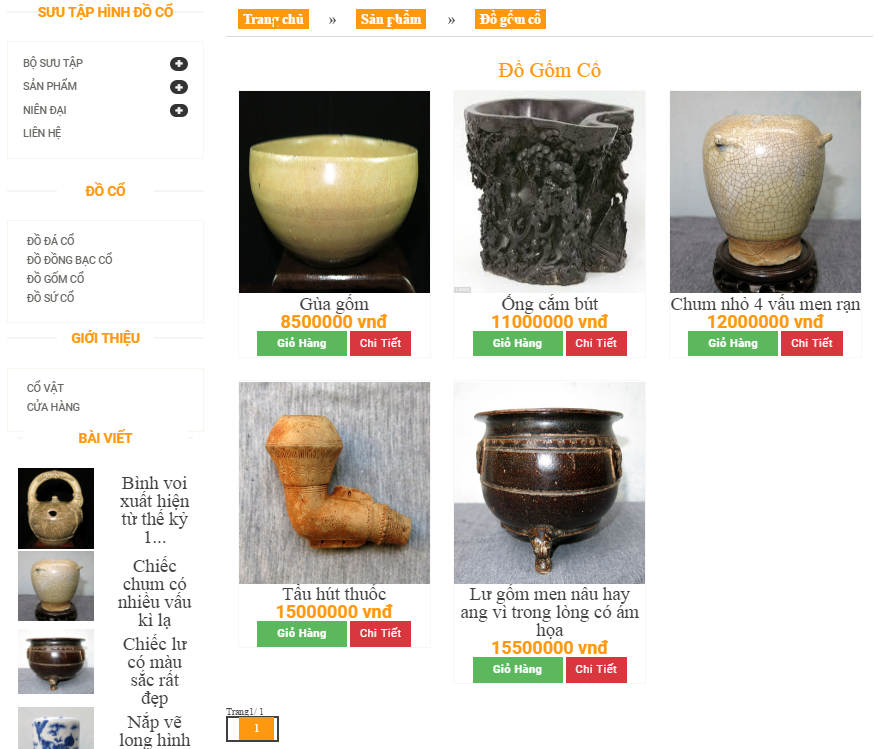 SƯU TẬP HÌNH ĐỒ CỔ
BỘ SƯU TẬP
SẢN PHẨM
NIÊN ĐẠI
LIÊN HỆ
ĐỒ CỔ
ĐỒ ĐÁ CỔ
ĐỒ ĐỒNG BẠC CỔ
ĐỒ GỐM CỔ
ĐỒ SỨ CỔ
GIỚI THIỆU
CỔ VẬT
CỬA HÀNG
BÀI VIẾT
Bình voi
xuất hiện
từ thế kỷ
1...
Chiếc
chum có
nhiều vấu
kì lạ
Chiếc lư
có màu
sắc rất
đẹp
Nắp vẽ
long hình
Trang chủ » Sản phẩm » Đồ gốm cổ
Đồ Gốm Cổ
Gùa gốm
8500000 vnđ
Giỏ Hàng Chi Tiết
Ống cắm bút
11000000 vnđ
Giỏ Hàng Chi Tiết
Chum nhỏ 4 vấu men rạn
12000000 vnđ
Giỏ Hàng Chi Tiết
Tẩu hút thuốc
15000000 vnđ
Giỏ Hàng Chi Tiết
Lư gốm men nâu hay
ang vì trong lòng có ám
họa
15500000 vnđ
Giỏ Hàng Chi Tiết
Trang1/ 1
1